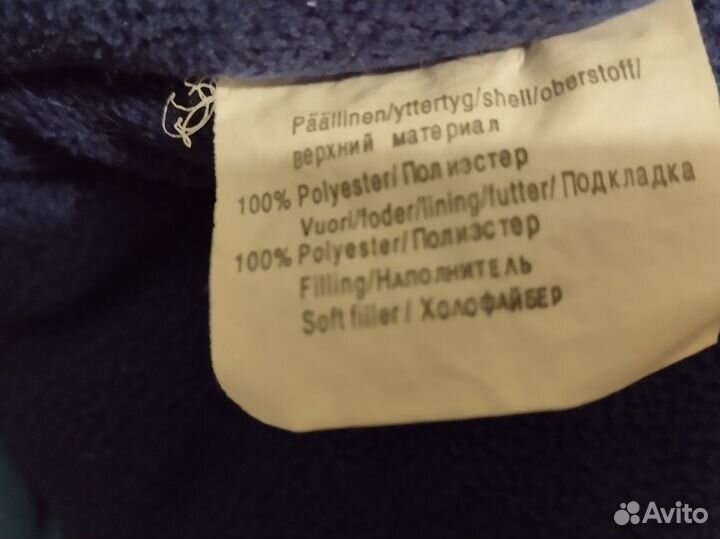 Päällinen/yttertyg/shell/oberstoff/
верхний материал
100% Polyester/Полиэстер
Vuori/foder/lining/futter/Подкладка
100% Polyester/Полиэстер
Filling/Наполнитель
Soft filler / Холофайбер
Avito